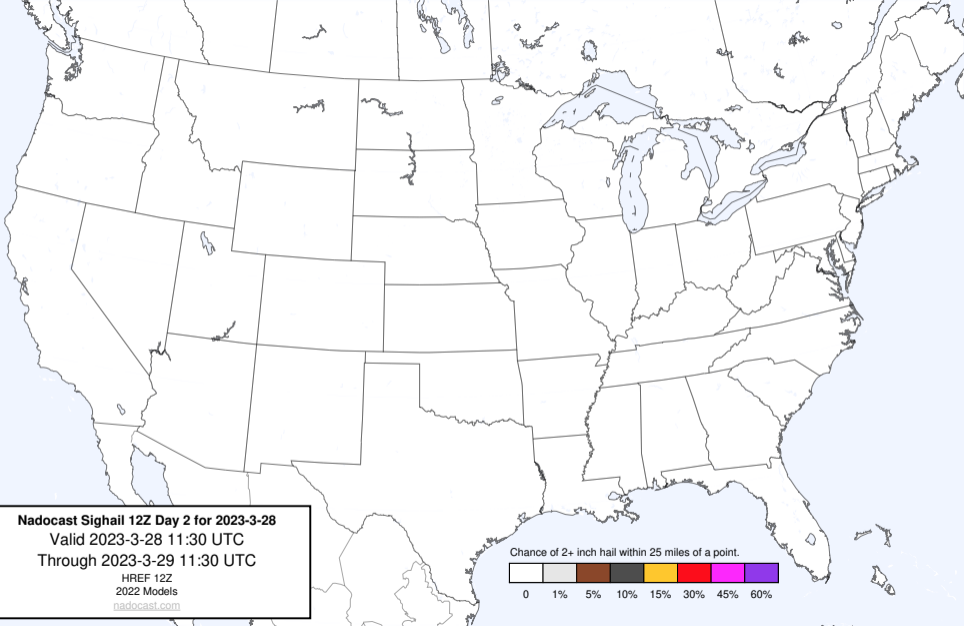 Nadocast Sighail 12Z Day 2 for 2023-3-28
Valid 2023-3-28 11:30 UTC
Through 2023-3-29 11:30 UTC
HREF 12Z
2022 Models
nadocast.com
Chance of 2+ inch hail within 25 miles of a point.
0 1% 5% 10% 15% 30% 45% 60%